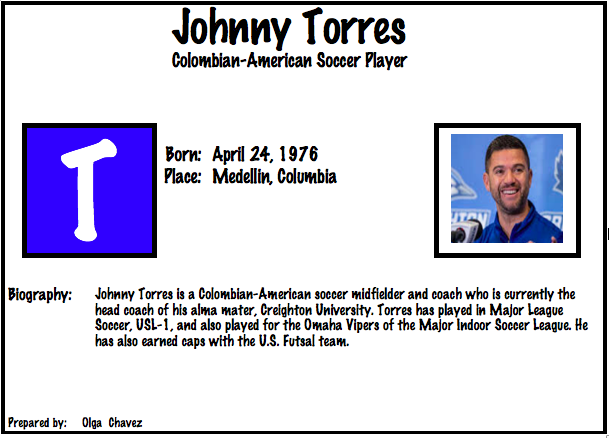 Johnny Torres
Colombian-American Soccer Player
T
Born: April 24, 1976
Place: Medellin, Columbia
Biography: Johnny Torres is a Colombian-American soccer midfielder and coach who is currently the
head coach of his alma mater, Creighton University. Torres has played in Major League
Soccer, USL-1, and also played for the Omaha Vipers of the Major Indoor Soccer League. He
has also earned caps with the U.S. Futsal team.
Prepared by: Olga Chavez